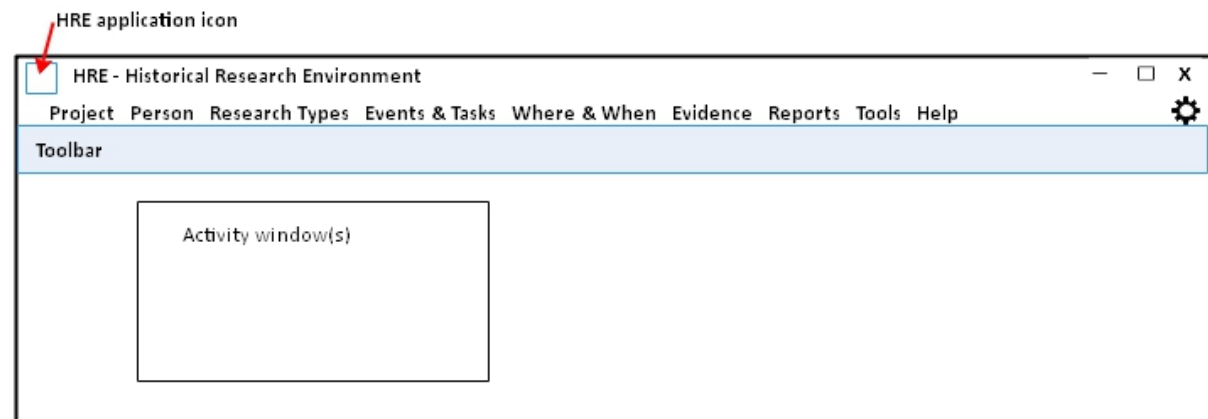 HRE application icon
HRE - Historical Research Environment
Project Person Research Types Events & Tasks Where & When Evidence Reports Tools Help
Toolbar
Activity window(s)